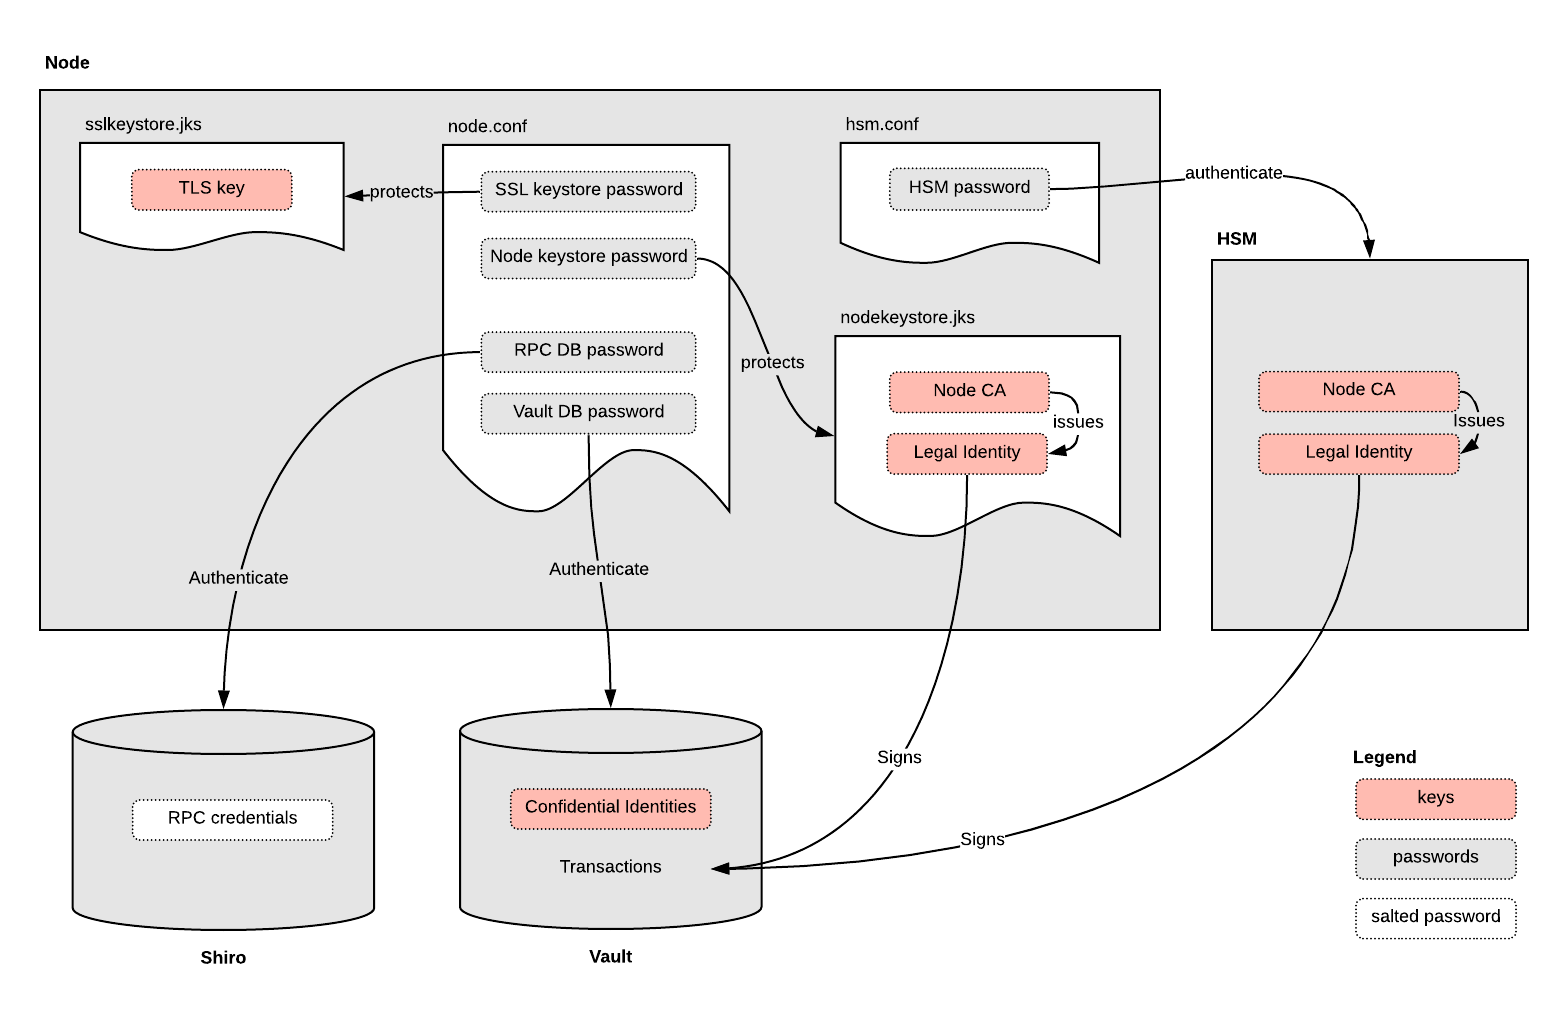 Node
sslkeystore.jks
node.conf
hsm.conf
TLS key
protects
SSL keystore password
HSM password
authenticate
Node keystore password
HSM
nodekeystore.jks
RPC DB password
protects
Node CA
issues
Legal Identity
Vault DB password
Node CA
Issues
Legal Identity
Authenticate
Authenticate
Signs
Signs
RPC credentials
Confidential Identities
Transactions
Shiro
Vault
Legend
keys
passwords
salted password